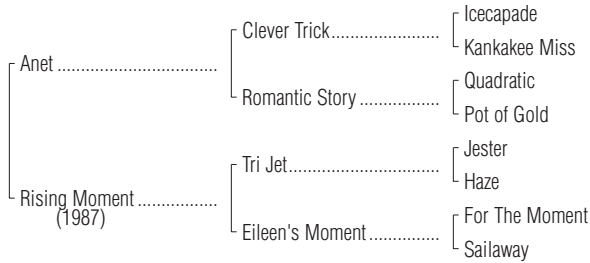 Icecapade
Clever Trick......................
Kankakee Miss
Anet .................................
Quadratic
Romantic Story ................
Pot of Gold
Jester
Tri Jet...............................
Haze
Rising Moment ................
(1987)
For The Moment
Eileen's Moment..............
Sailaway